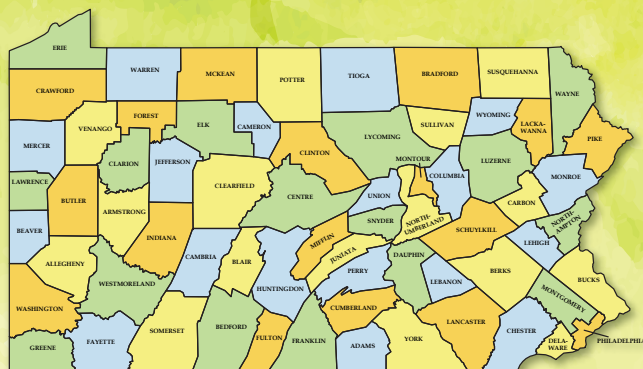 ERIE
WARREN
MCKEAN
POTTER
TIOGA
BRADFORD
SUSQUEHANNA
WAYNE
CRAWFORD
FOREST
ELK
CAMERON
VENANGO
MERCER
CLARION
JEFFERSON
CLEARFIELD
CLINTON
LYCOMING
SULLIVAN
WYOMING
LACKA-
WANNA
PIKE
MONTOUR
COLUMBIA
LUZERNE
MONROE
LAWRENCE
BUTLER
ARMSTRONG
CENTRE
UNION
SNYDER
NORTH-
UMBERLAND
CARBON
NORTH-
AMPTON
BEAVER
INDIANA
CAMBRIA
BLAIR
HUNTINGDON
MIFFLIN
JUNIATA
PERRY
DAUPHIN
SCHUYLKILL
LEHIGH
ALLEGHENY
WESTMORELAND
LEBANON
BERKS
BUCKS
MONTGOMERY
WASHINGTON
CUMBERLAND
LANCASTER
CHESTER
GREENE
FAYETTE
SOMERSET
BEDFORD
FULTON
FRANKLIN
ADAMS
YORK
DELA-
WARE
PHILADELPHIA